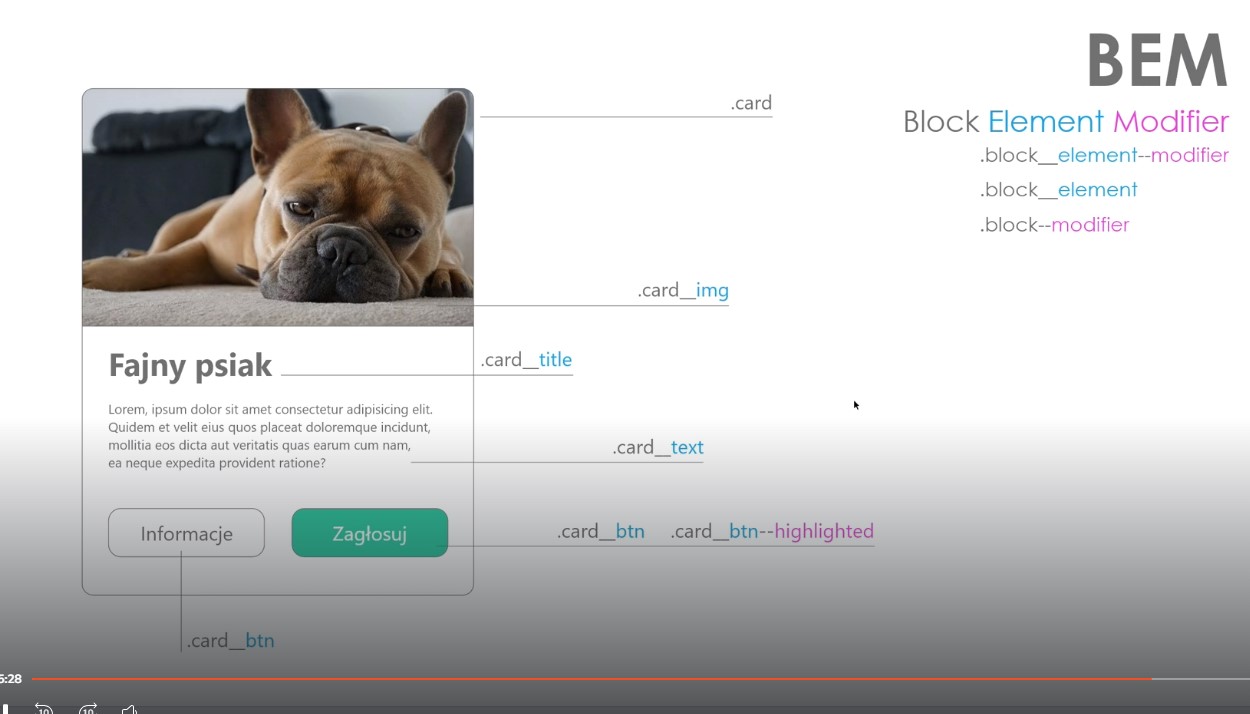 BEM
Block Element Modifier
.block__element--modifier
.block__element
.block--modifier
.card
.card__img
Fajny psiak
.card__title
Lorem, ipsum dolor sit amet consectetur adipisicing elit.
Quidem et velit eius quos placeat doloremque incidunt,
mollitia eos dicta aut veritatis quas earum cum nam,
ea neque expedita provident ratione?
.card__text
Informacje
Zagłosuj
.card__btn .card__btn--highlighted
.card__btn
5:28
10 10